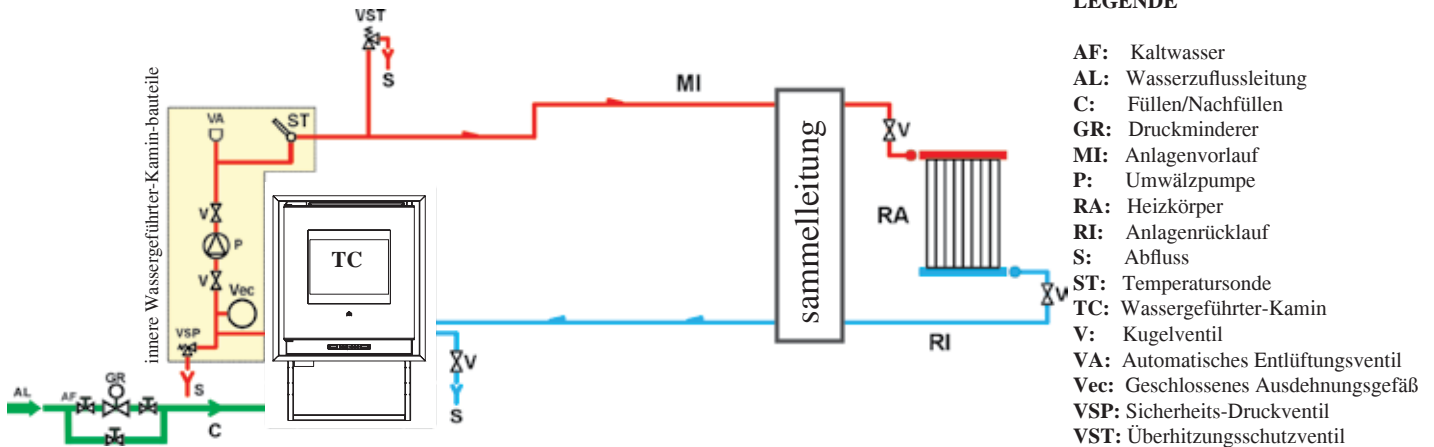 VST
S
MI
LEGENDE
AF: Kaltwasser
AL: Wasserzuflussleitung
C: Füllen/Nachfüllen
GR: Druckminderer
MI: Anlagenvorlauf
P: Umwälzpumpe
RA: Heizkörper
RI: Anlagenrücklauf
S: Abfluss
ST: Temperatursonde
TC: Wassergeführter-Kamin
V: Kugelventil
VA: Automatisches Entlüftungsventil
Vec: Geschlossenes Ausdehnungsgefäß
VSP: Sicherheits-Druckventil
VST: Überhitzungsschutzventil
innere Wassergeführter-Kamin-bauteile
VA
ST
V
P
V
Vec
VSP
S
TC
V
S
sammelleitung
V
RA
V
RI
AL
AF
GR
C